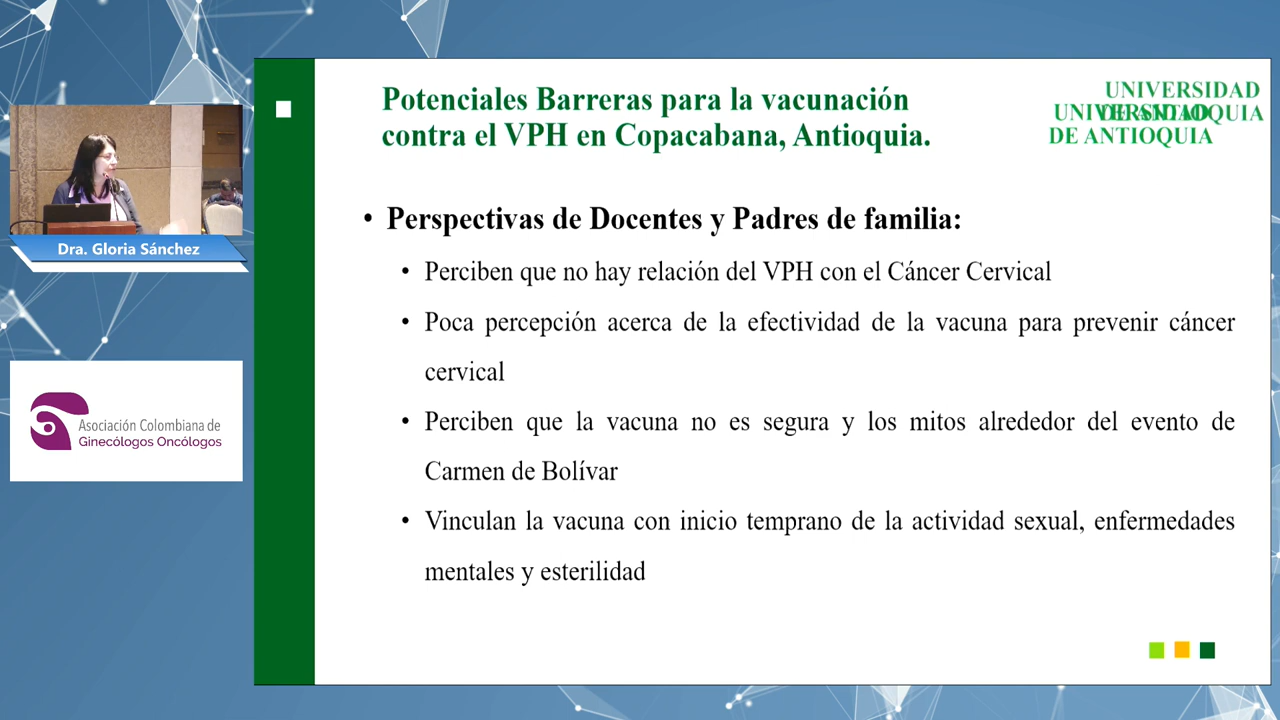 Potenciales Barreras para la vacunación
contra el VPH en Copacabana, Antioquia.
UNIVERSIDAD
DE ANTIOQUIA
UNIVERSIDAD
DE ANTIOQUIA
Dra. Gloria Sánchez
Asociación Colombiana de
Ginecólogos Oncólogos
• Perspectivas de Docentes y Padres de familia:
• Perciben que no hay relación del VPH con el Cáncer Cervical
• Poca percepción acerca de la efectividad de la vacuna para prevenir cáncer
cervical
• Perciben que la vacuna no es segura y los mitos alrededor del evento de
Carmen de Bolívar
• Vinculan la vacuna con inicio temprano de la actividad sexual, enfermedades
mentales y esterilidad